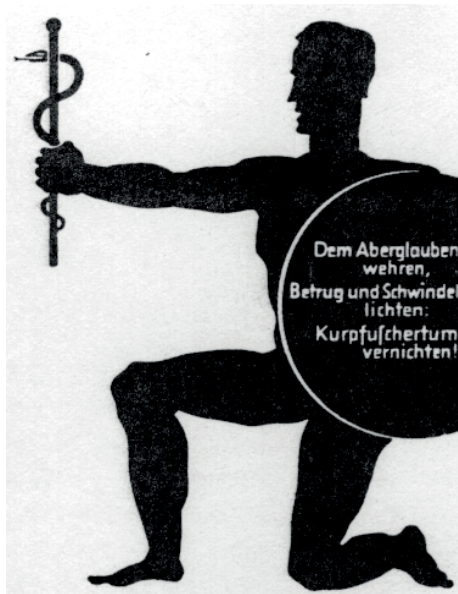 Dem Aberglauben
wehren,
Betrug und Schwindel
lichten:
Kurpfuſchertum
vernichten!